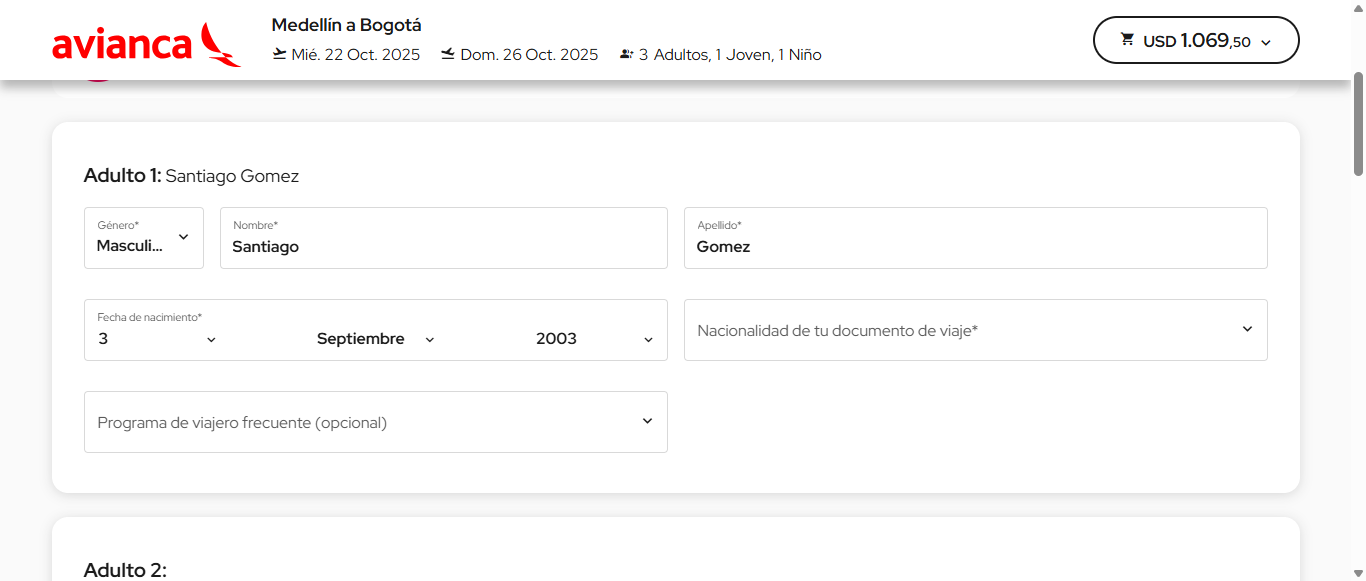 avianca
Medellín a Bogotá
Mié. 22 Oct. 2025 Dom. 26 Oct. 2025 3 Adultos, 1 Joven, 1 Niño
USD 1.069,50
Adulto 1: Santiago Gomez
Género* Nombre* Apellido*
Masculi... Santiago Gomez
Fecha de nacimiento*
3 Septiembre 2003
Nacionalidad de tu documento de viaje*
Programa de viajero frecuente (opcional)
Adulto 2: